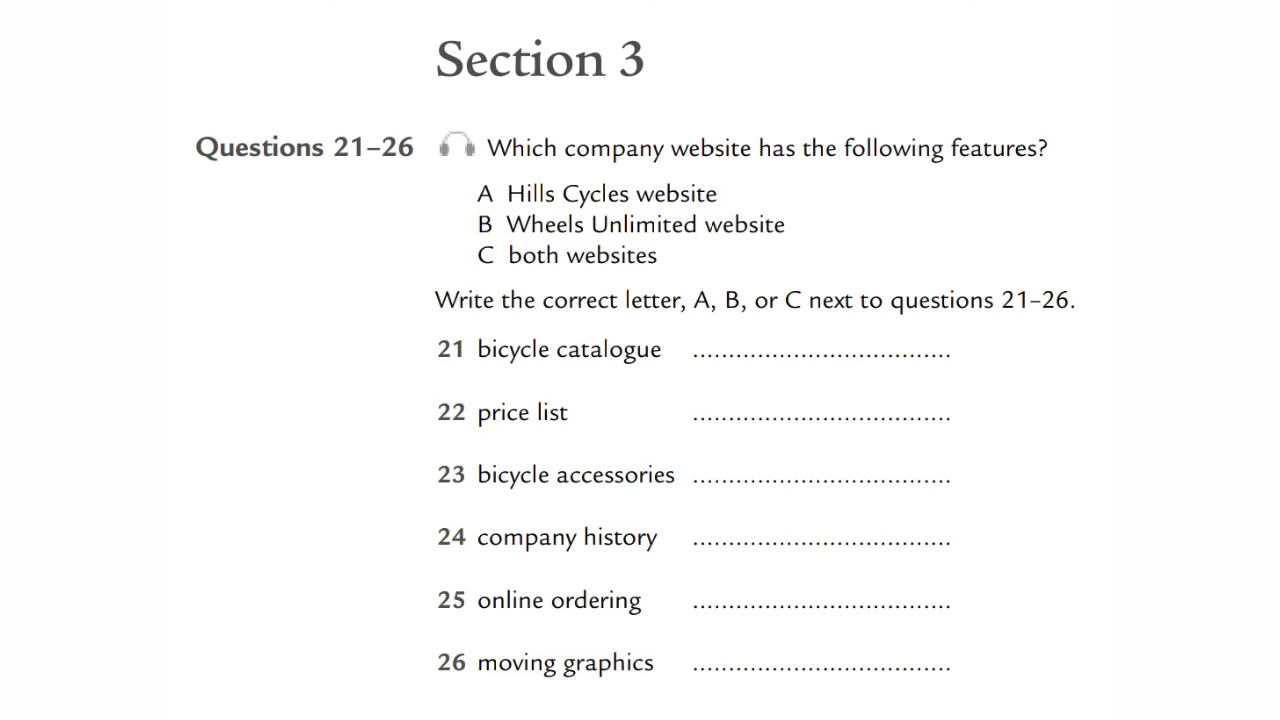 Section 3
Questions 21–26 Which company website has the following features?
A Hills Cycles website
B Wheels Unlimited website
C both websites
Write the correct letter, A, B, or C next to questions 21–26.
21 bicycle catalogue ....................................
22 price list ....................................
23 bicycle accessories ....................................
24 company history ....................................
25 online ordering ....................................
26 moving graphics ....................................